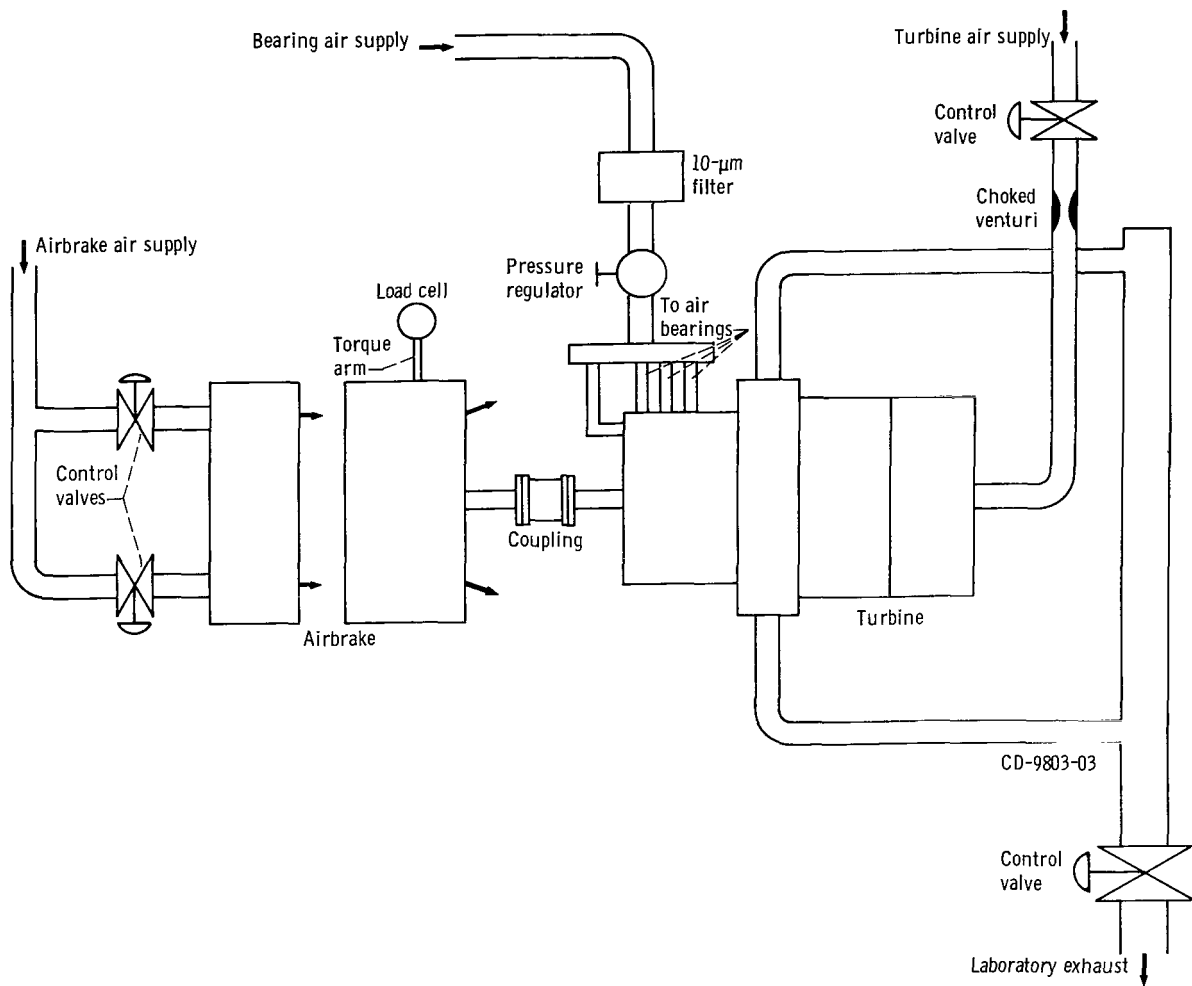 Bearing air supply
Turbine air supply
Control
valve
10-μm
filter
Choked
venturi
Airbrake air supply
Pressure
regulator
Load cell
To air
bearings
Torque
arm
Control
valves
Coupling
Turbine
Airbrake
CD-9803-03
Control
valve
Laboratory exhaust